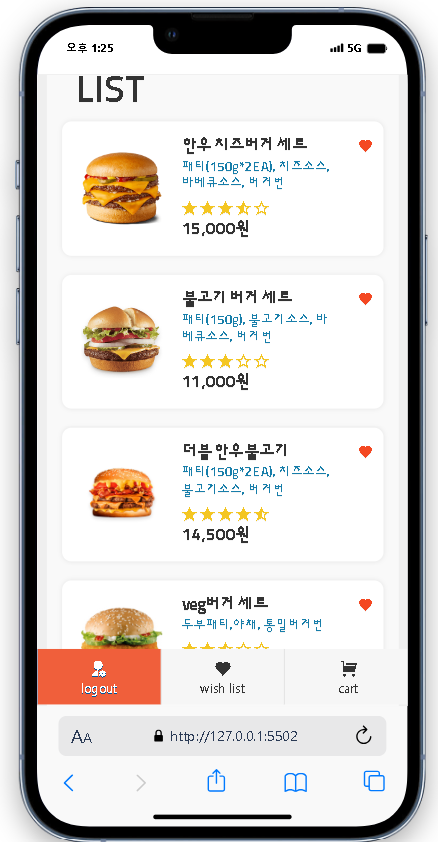 오후 1:25
5G
LIST
한우 치즈버거 세트
패티(150g*2EA), 치즈소스,
바베큐소스, 버거번
15,000원
불고기 버거 세트
패티(150g), 불고기소스, 바
베큐소스, 버거번
11,000원
더블 한우불고기
패티(150g*2EA), 치즈소스,
불고기소스, 버거번
14,500원
veg버거 세트
두부패티,야채, 통밀버거번
logout
wish list
cart
AA
http://127.0.0.1:5502